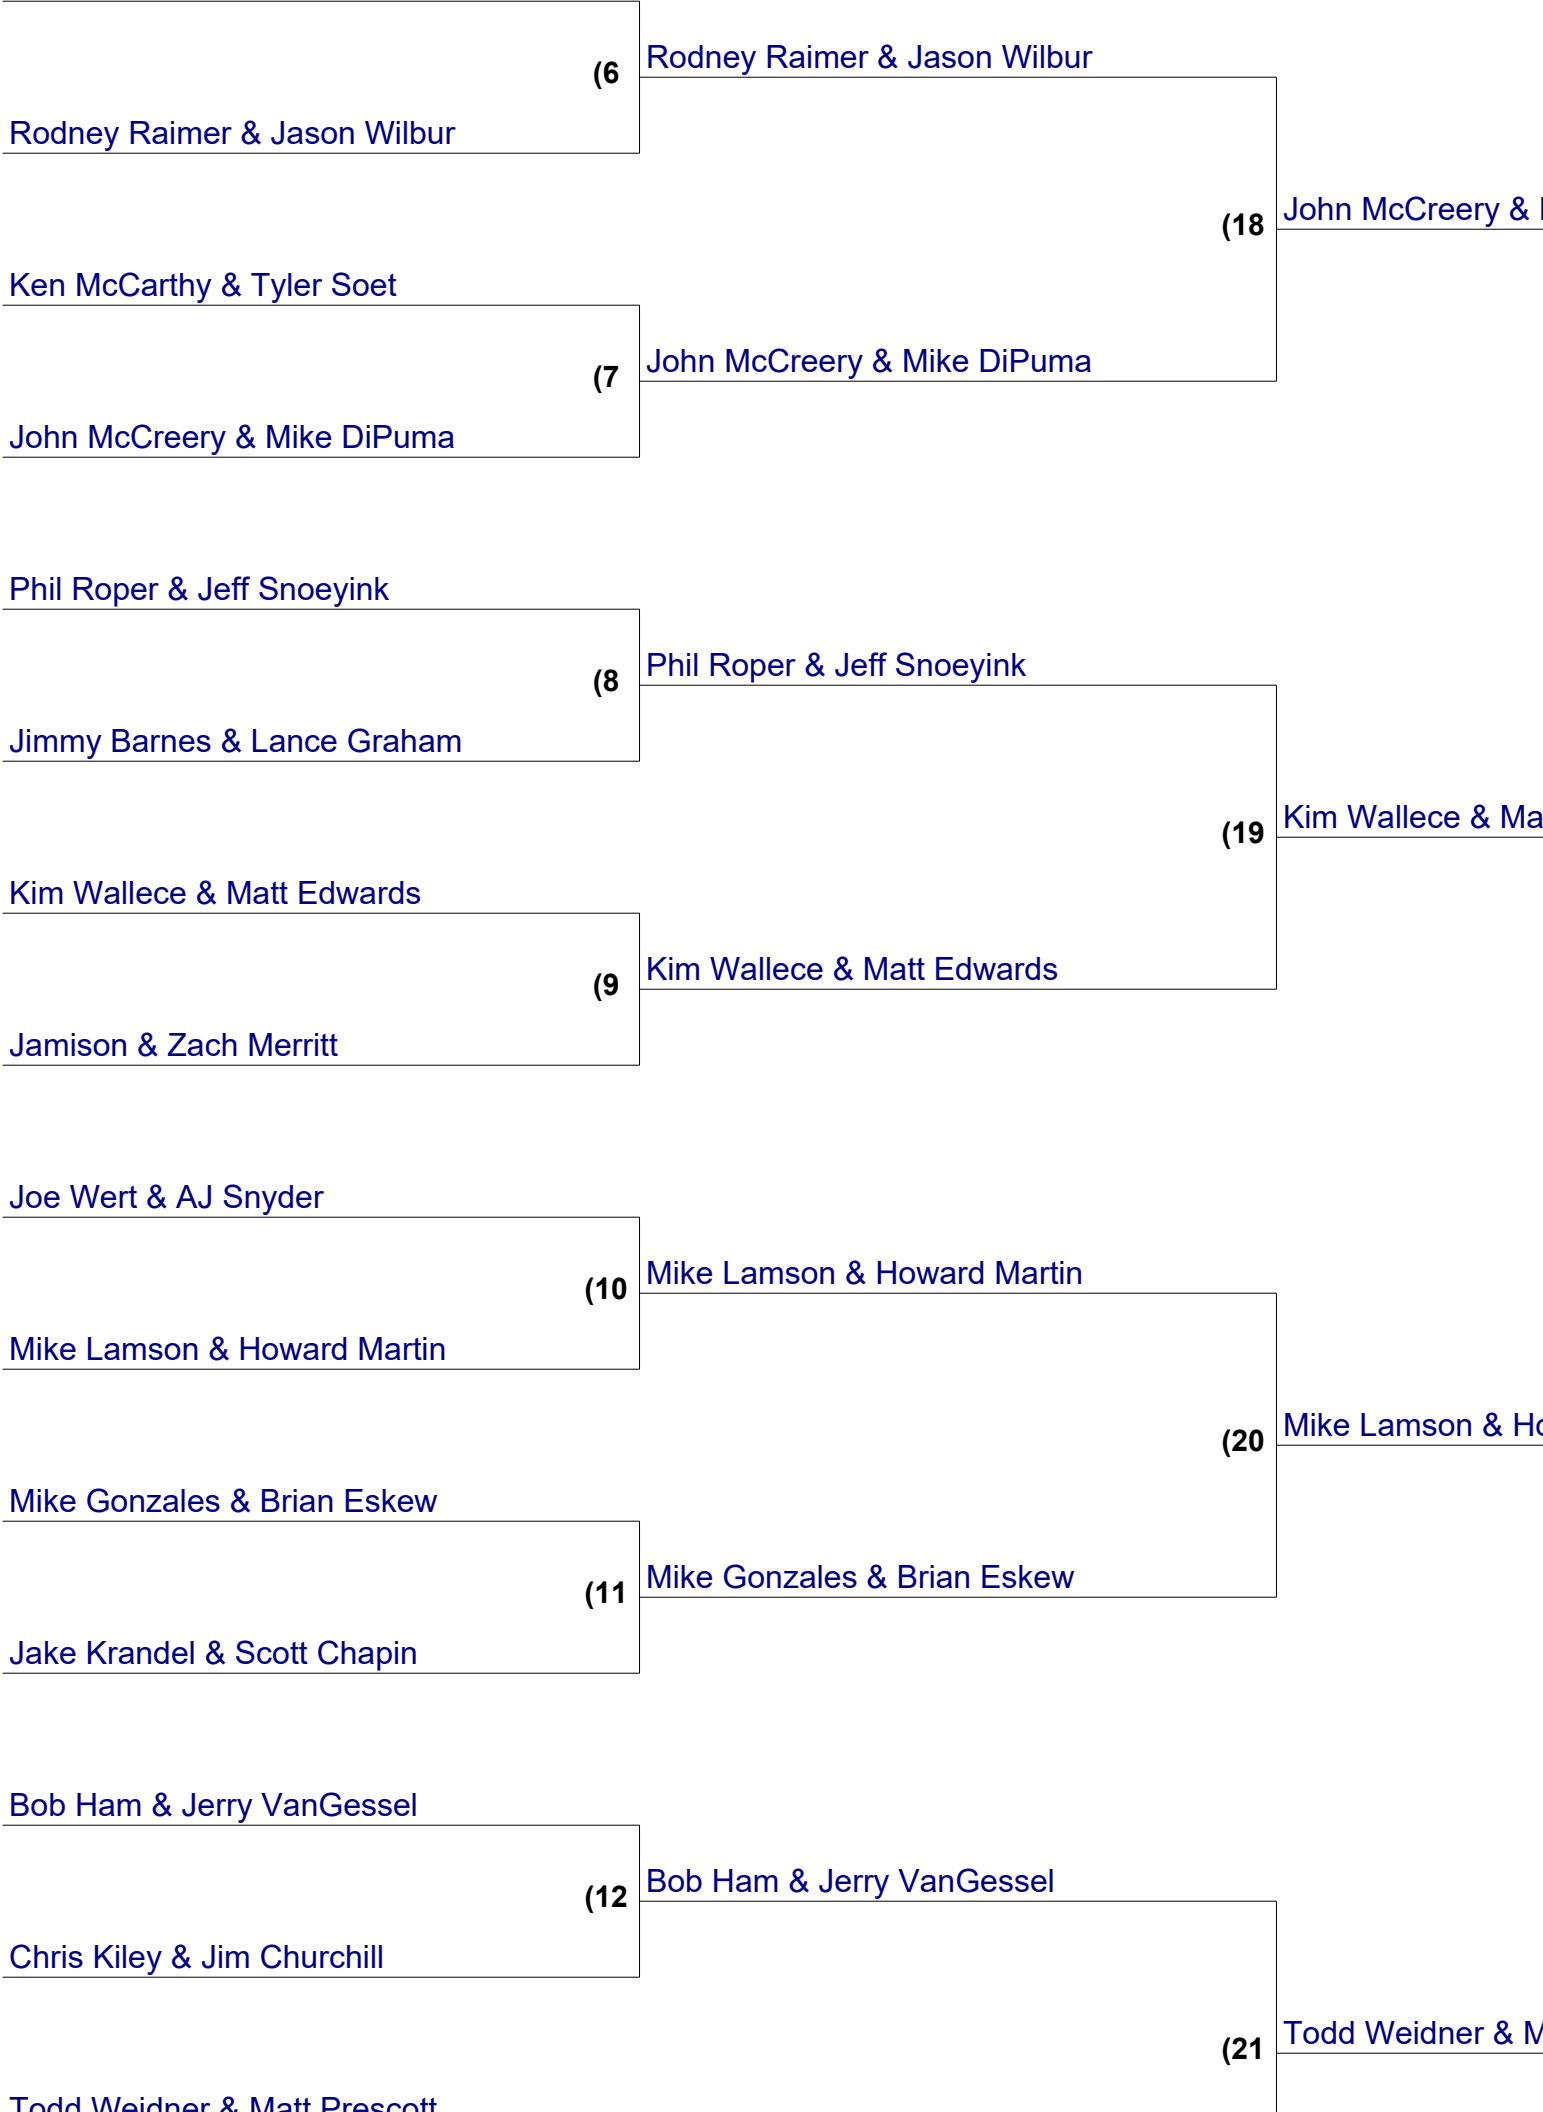 Rodney Raimer & Jason Wilbur
(6
Rodney Raimer & Jason Wilbur
John McCreery &
(18
Ken McCarthy & Tyler Soet
John McCreery & Mike DiPuma
(7
John McCreery & Mike DiPuma
Phil Roper & Jeff Snoeyink
Phil Roper & Jeff Snoeyink
(8
Jimmy Barnes & Lance Graham
Kim Wallece & Ma
(19
Kim Wallece & Matt Edwards
Kim Wallece & Matt Edwards
(9
Jamison & Zach Merritt
Joe Wert & AJ Snyder
Mike Lamson & Howard Martin
(10
Mike Lamson & Howard Martin
Mike Lamson & Ho
(20
Mike Gonzales & Brian Eskew
Mike Gonzales & Brian Eskew
(11
Jake Krandel & Scott Chapin
Bob Ham & Jerry VanGessel
Bob Ham & Jerry VanGessel
(12
Chris Kiley & Jim Churchill
Todd Weidner & M
(21
Todd Weidner & Matt Prescott